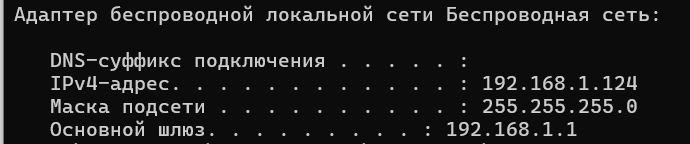 Адаптер беспроводной локальной сети Беспроводная сеть:
DNS-суффикс подключения . . . . . :
IPv4-адрес. . . . . . . . . . . . : 192.168.1.124
Маска подсети . . . . . . . . . . : 255.255.255.0
Основной шлюз. . . . . . . . . : 192.168.1.1